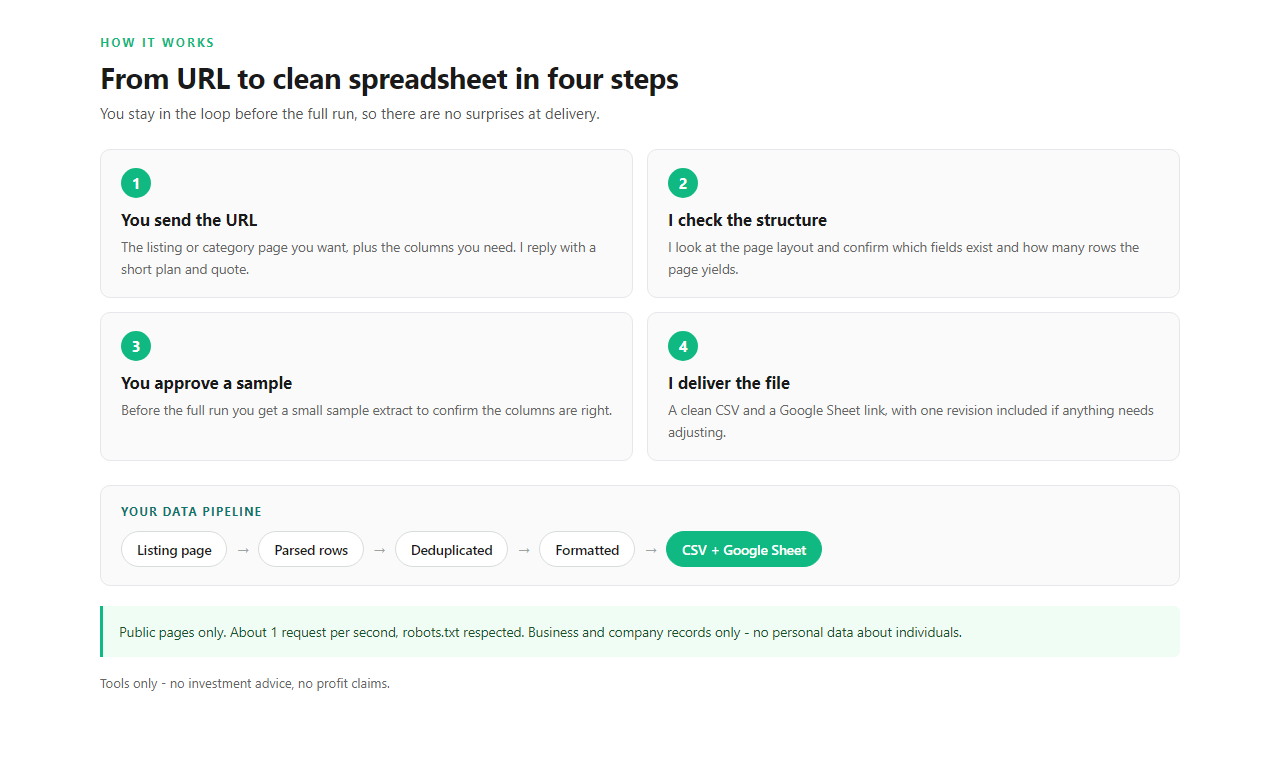 HOW IT WORKS
From URL to clean spreadsheet in four steps
You stay in the loop before the full run, so there are no surprises at delivery.
1
You send the URL
The listing or category page you want, plus the columns you need. I reply with a
short plan and quote.
2
I check the structure
I look at the page layout and confirm which fields exist and how many rows the
page yields.
3
You approve a sample
Before the full run you get a small sample extract to confirm the columns are right.
4
I deliver the file
A clean CSV and a Google Sheet link, with one revision included if anything needs
adjusting.
YOUR DATA PIPELINE
Listing page → Parsed rows → Deduplicated → Formatted → CSV + Google Sheet
Public pages only. About 1 request per second, robots.txt respected. Business and company records only - no personal data about individuals.
Tools only - no investment advice, no profit claims.